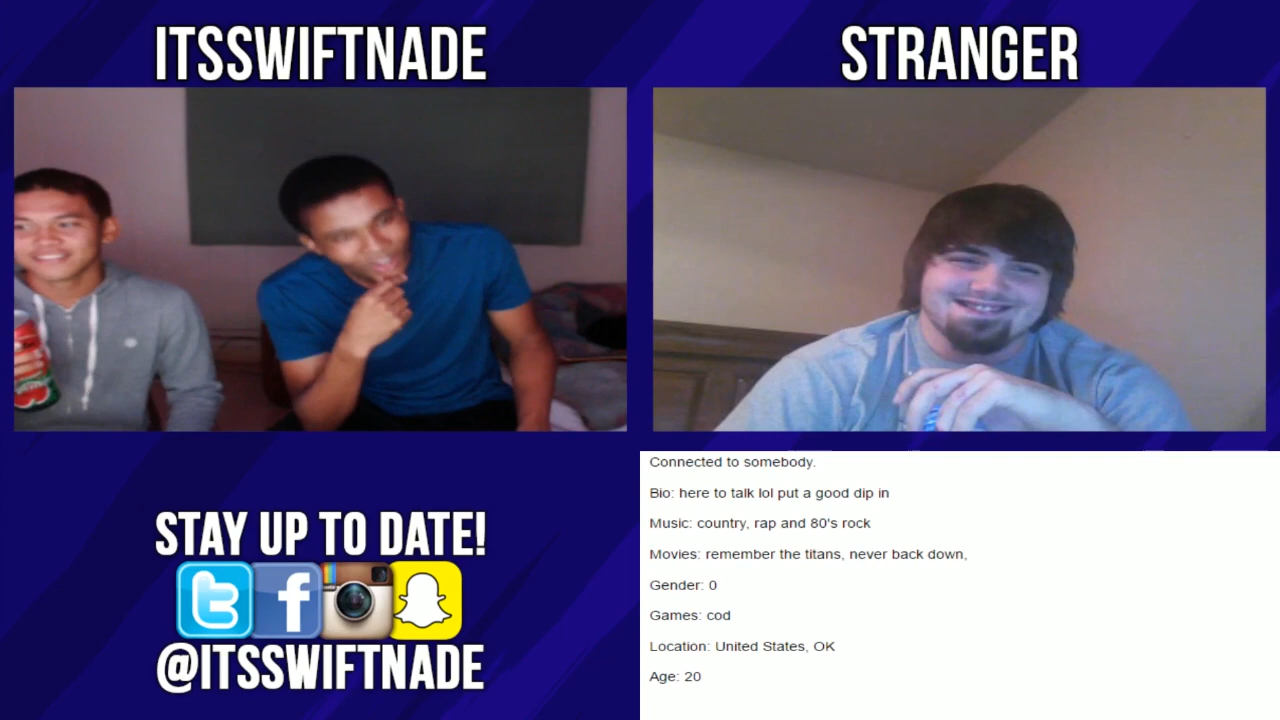 ITSSWIFTNADE
STRANGER
STAY UP TO DATE!
@ITSSWIFTNADE
Connected to somebody.
Bio: here to talk lol put a good dip in
Music: country, rap and 80's rock
Movies: remember the titans, never back down,
Gender: 0
Games: cod
Location: United States, OK
Age: 20